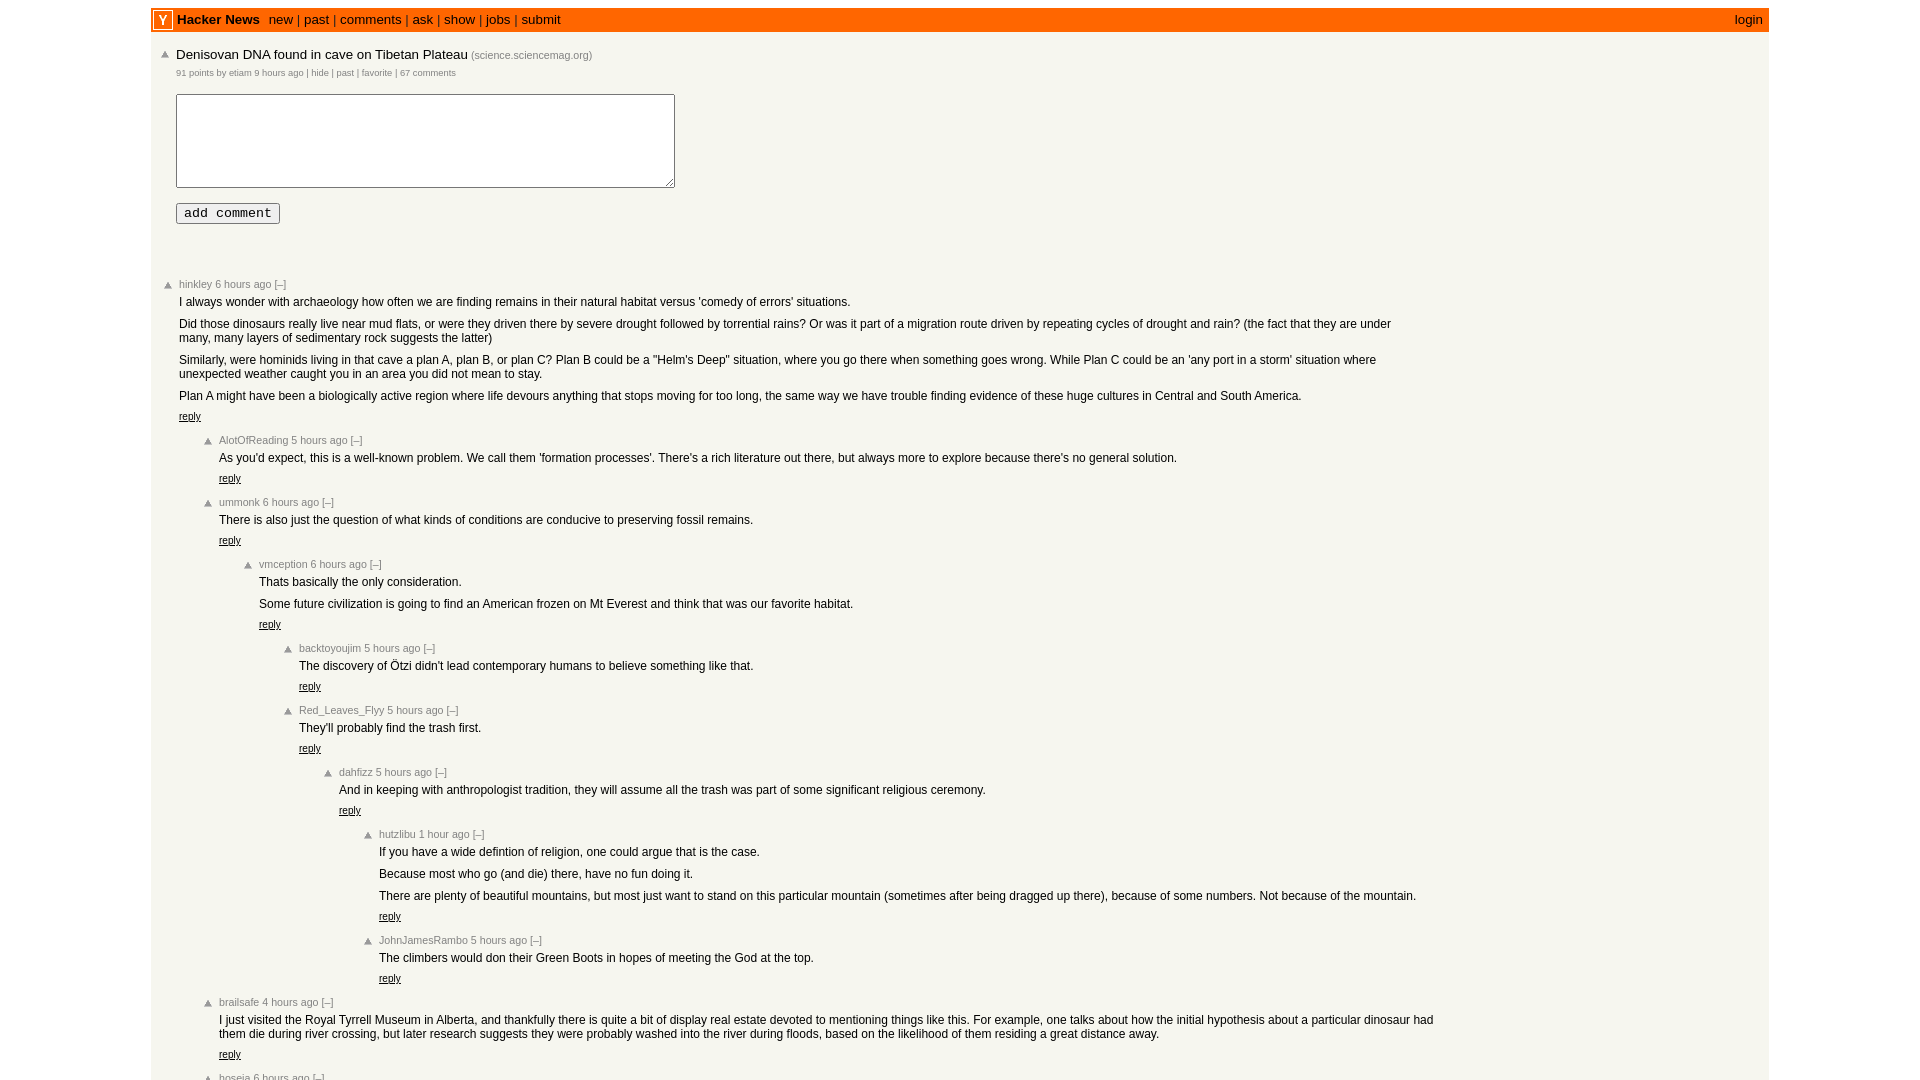 Y Hacker News new | past | comments | ask | show | jobs | submit login
Denisovan DNA found in cave on Tibetan Plateau (science.sciencemag.org)
91 points by etiam 9 hours ago | hide | past | favorite | 67 comments
add comment
hinkley 6 hours ago [–]
I always wonder with archaeology how often we are finding remains in their natural habitat versus 'comedy of errors' situations.
Did those dinosaurs really live near mud flats, or were they driven there by severe drought followed by torrential rains? Or was it part of a migration route driven by repeating cycles of drought and rain? (the fact that they are under
many, many layers of sedimentary rock suggests the latter)
Similarly, were hominids living in that cave a plan A, plan B, or plan C? Plan B could be a "Helm's Deep" situation, where you go there when something goes wrong. While Plan C could be an 'any port in a storm' situation where
unexpected weather caught you in an area you did not mean to stay.
Plan A might have been a biologically active region where life devours anything that stops moving for too long, the same way we have trouble finding evidence of these huge cultures in Central and South America.
reply
AlotOfReading 5 hours ago [–]
As you'd expect, this is a well-known problem. We call them 'formation processes'. There's a rich literature out there, but always more to explore because there's no general solution.
reply
ummonk 6 hours ago [–]
There is also just the question of what kinds of conditions are conducive to preserving fossil remains.
reply
vmception 6 hours ago [–]
Thats basically the only consideration.
Some future civilization is going to find an American frozen on Mt Everest and think that was our favorite habitat.
reply
backtoyoujim 5 hours ago [–]
The discovery of Ötzi didn't lead contemporary humans to believe something like that.
reply
Red_Leaves_Flyy 5 hours ago [–]
They'll probably find the trash first.
reply
dahfizz 5 hours ago [–]
And in keeping with anthropologist tradition, they will assume all the trash was part of some significant religious ceremony.
reply
hutzlibu 1 hour ago [–]
If you have a wide defintion of religion, one could argue that is the case.
Because most who go (and die) there, have no fun doing it.
There are plenty of beautiful mountains, but most just want to stand on this particular mountain (sometimes after being dragged up there), because of some numbers. Not because of the mountain.
reply
JohnJamesRambo 5 hours ago [–]
The climbers would don their Green Boots in hopes of meeting the God at the top.
reply
brailsafe 4 hours ago [–]
I just visited the Royal Tyrrell Museum in Alberta, and thankfully there is quite a bit of display real estate devoted to mentioning things like this. For example, one talks about how the initial hypothesis about a particular dinosaur had
them die during river crossing, but later research suggests they were probably washed into the river during floods, based on the likelihood of them residing a great distance away.
reply
hoseja 6 hours ago [–]